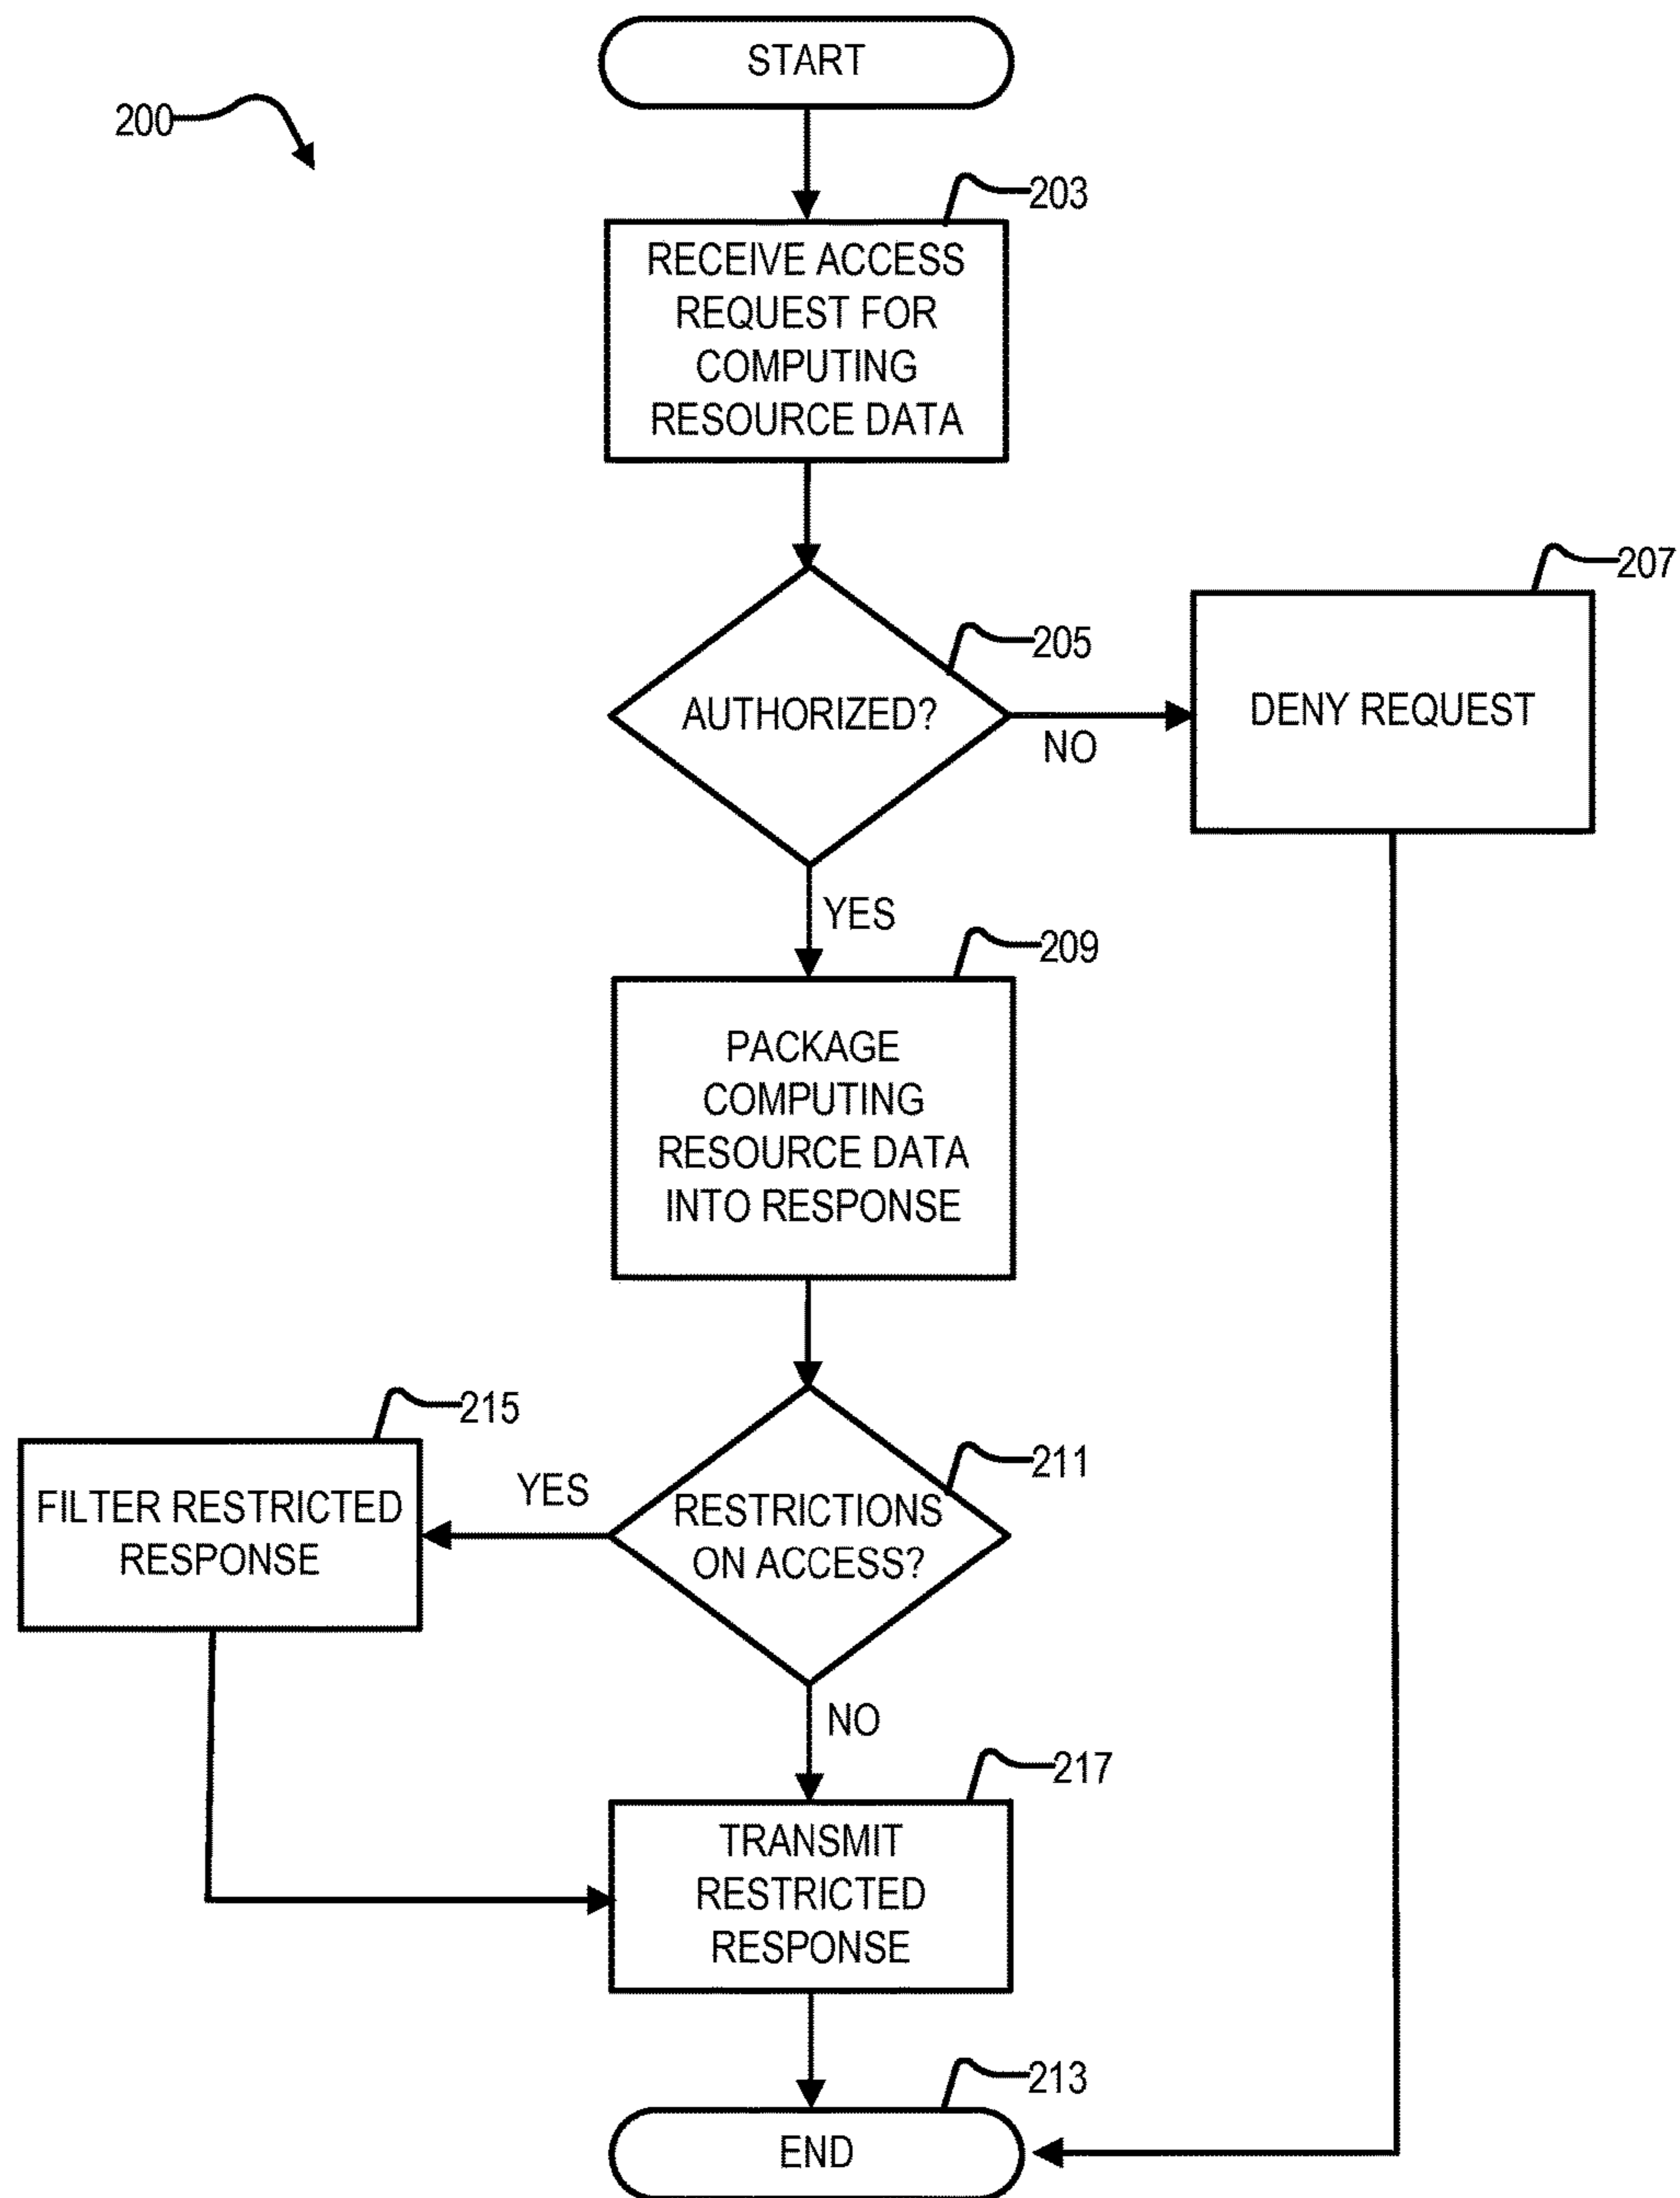 START
200
203
RECEIVE ACCESS
REQUEST FOR
COMPUTING
RESOURCE DATA
207
205
AUTHORIZED?
DENY REQUEST
NO
YES
209
PACKAGE
COMPUTING
RESOURCE DATA
INTO RESPONSE
215
211
YES
FILTER RESTRICTED
RESPONSE
RESTRICTIONS
ON ACCESS?
NO
217
TRANSMIT
RESTRICTED
RESPONSE
213
END